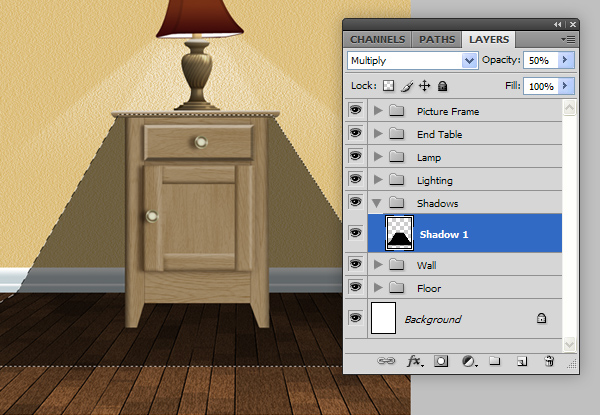 CHANNELS PATHS LAYERS
Multiply Opacity: 50%
Lock: Fill: 100%
Picture Frame
End Table
Lamp
Lighting
Shadows
Shadow 1
Wall
Floor
Background
fx